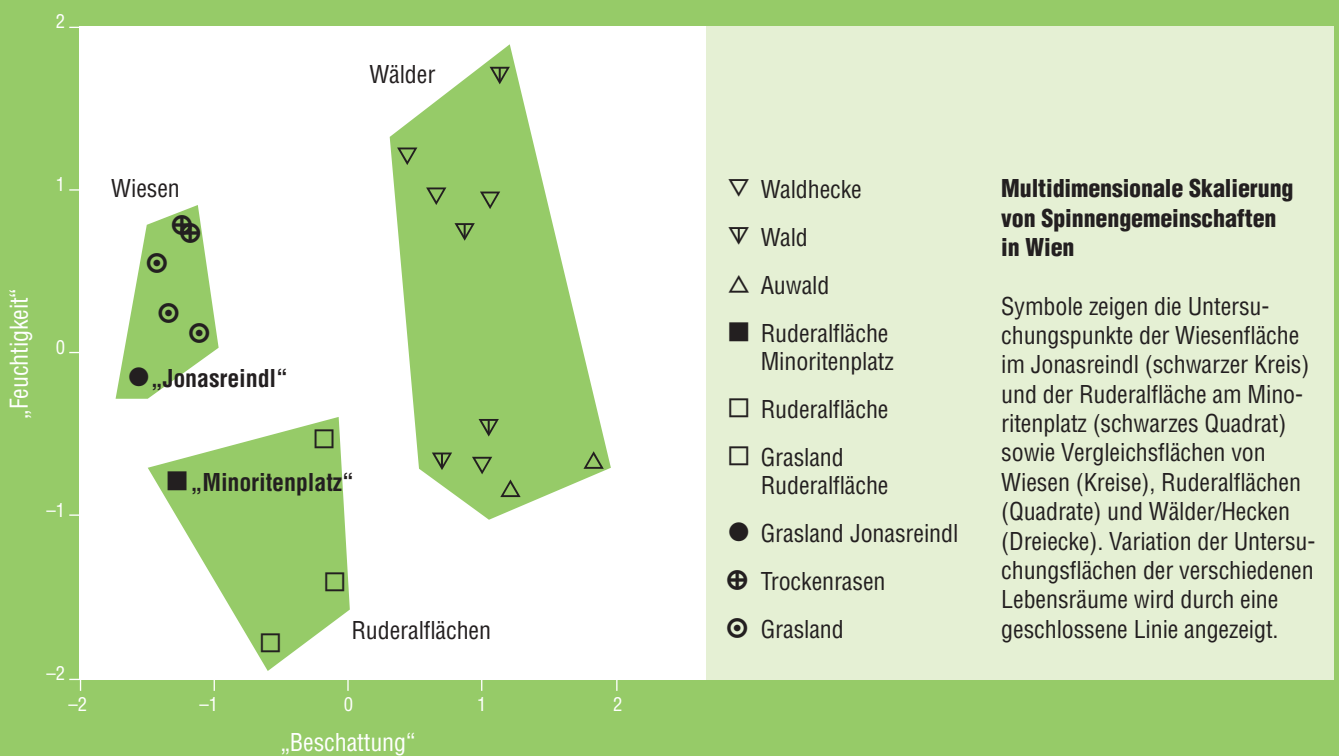 2
1
0
–1
–2
„Feuchtigkeit“
–2
–1
0
1
2
„Beschattung“
Wälder
Wiesen
„Jonasreindl“
„Minoritenplatz“
Ruderalflächen
Waldhecke
Wald
Auwald
Ruderalfläche
Minoritenplatz
Ruderalfläche
Grasland
Ruderalfläche
Grasland Jonasreindl
Trockenrasen
Grasland
Multidimensionale Skalierung
von Spinnengemeinschaften
in Wien
Symbole zeigen die Untersu-
chungspunkte der Wiesenfläche
im Jonasreindl (schwarzer Kreis)
und der Ruderalfläche am Mino-
ritenplatz (schwarzes Quadrat)
sowie Vergleichsflächen von
Wiesen (Kreise), Ruderalflächen
(Quadrate) und Wälder/Hecken
(Dreiecke). Variation der Untersu-
chungsflächen der verschiedenen
Lebensräume wird durch eine
geschlossene Linie angezeigt.